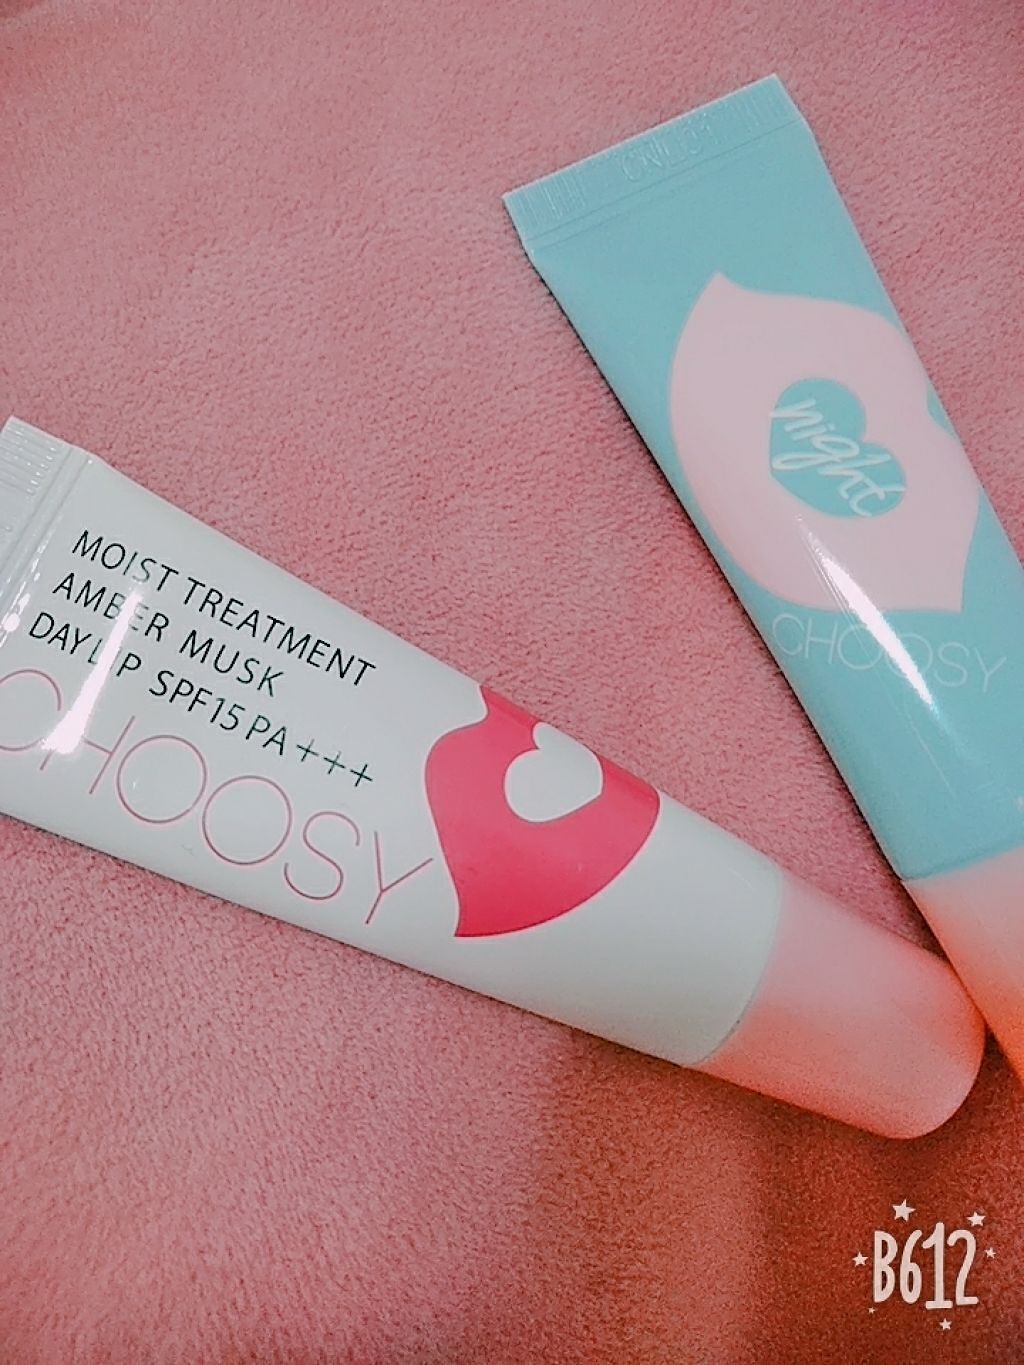 night
CHOOSY
MOIST TREATMENT
AMBER MUSK
DAY LIP SPF15 PA+++
CHOOSY
B612